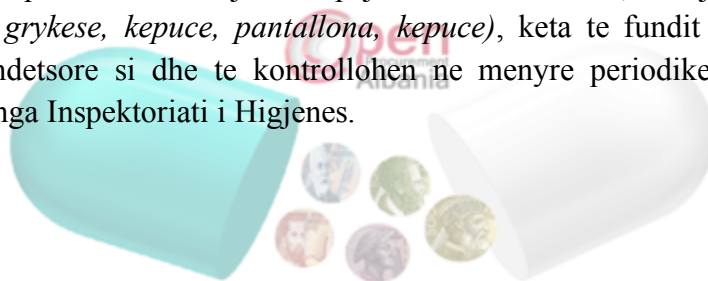 grykese, kepuce, pantallona, kepuce), keta te fundit
ndetsore si dhe te kontrollohen ne menyre periodike
nga Inspektoriati i Higjenes.
Open
Procurement
Albania